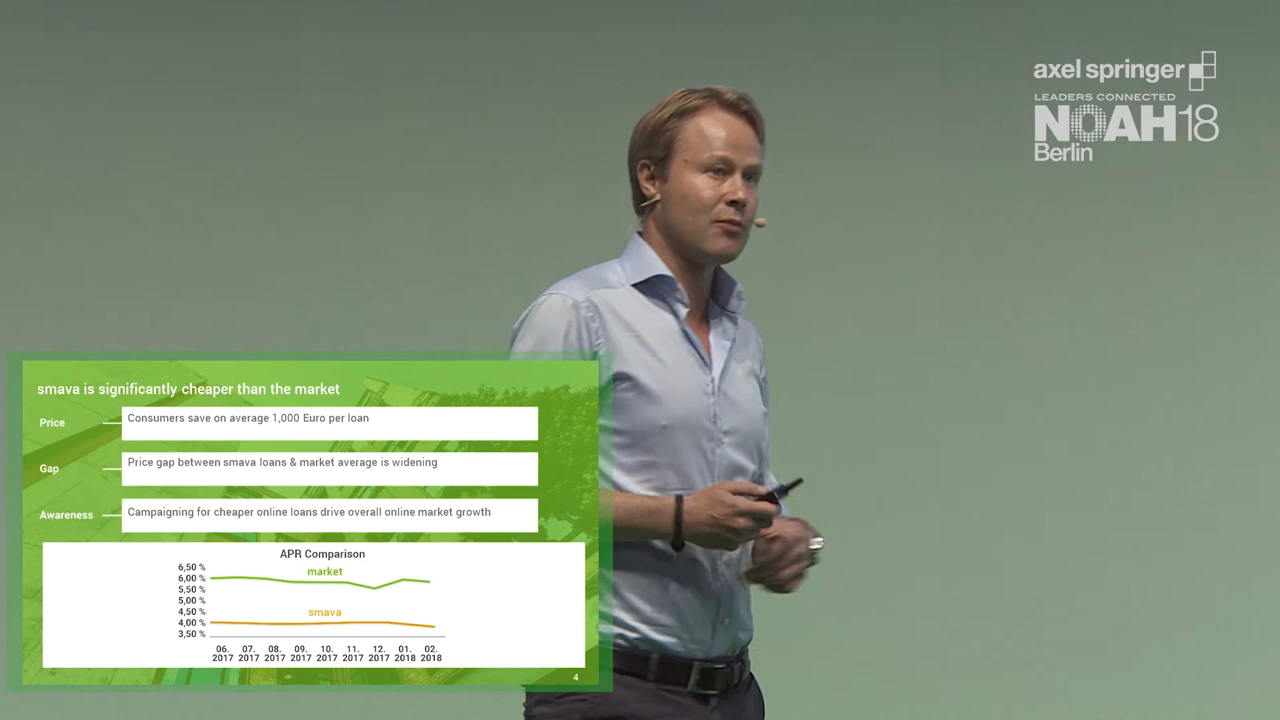 axel springer
LEADERS CONNECTED
NOAH18
Berlin
smava is significantly cheaper than the market
Price
Consumers save on average 1,000 Euro per loan
Gap
Price gap between smava loans & market average is widening
Awareness
Campaigning for cheaper online loans drive overall online market growth
APR Comparison
6,50 %
6,00 %
5,50 %
5,00 %
4,50 %
4,00 %
3,50 %
market
smava
06. 07. 08. 09. 10. 11. 12. 01. 02.
2017 2017 2017 2017 2017 2017 2017 2018 2018
4